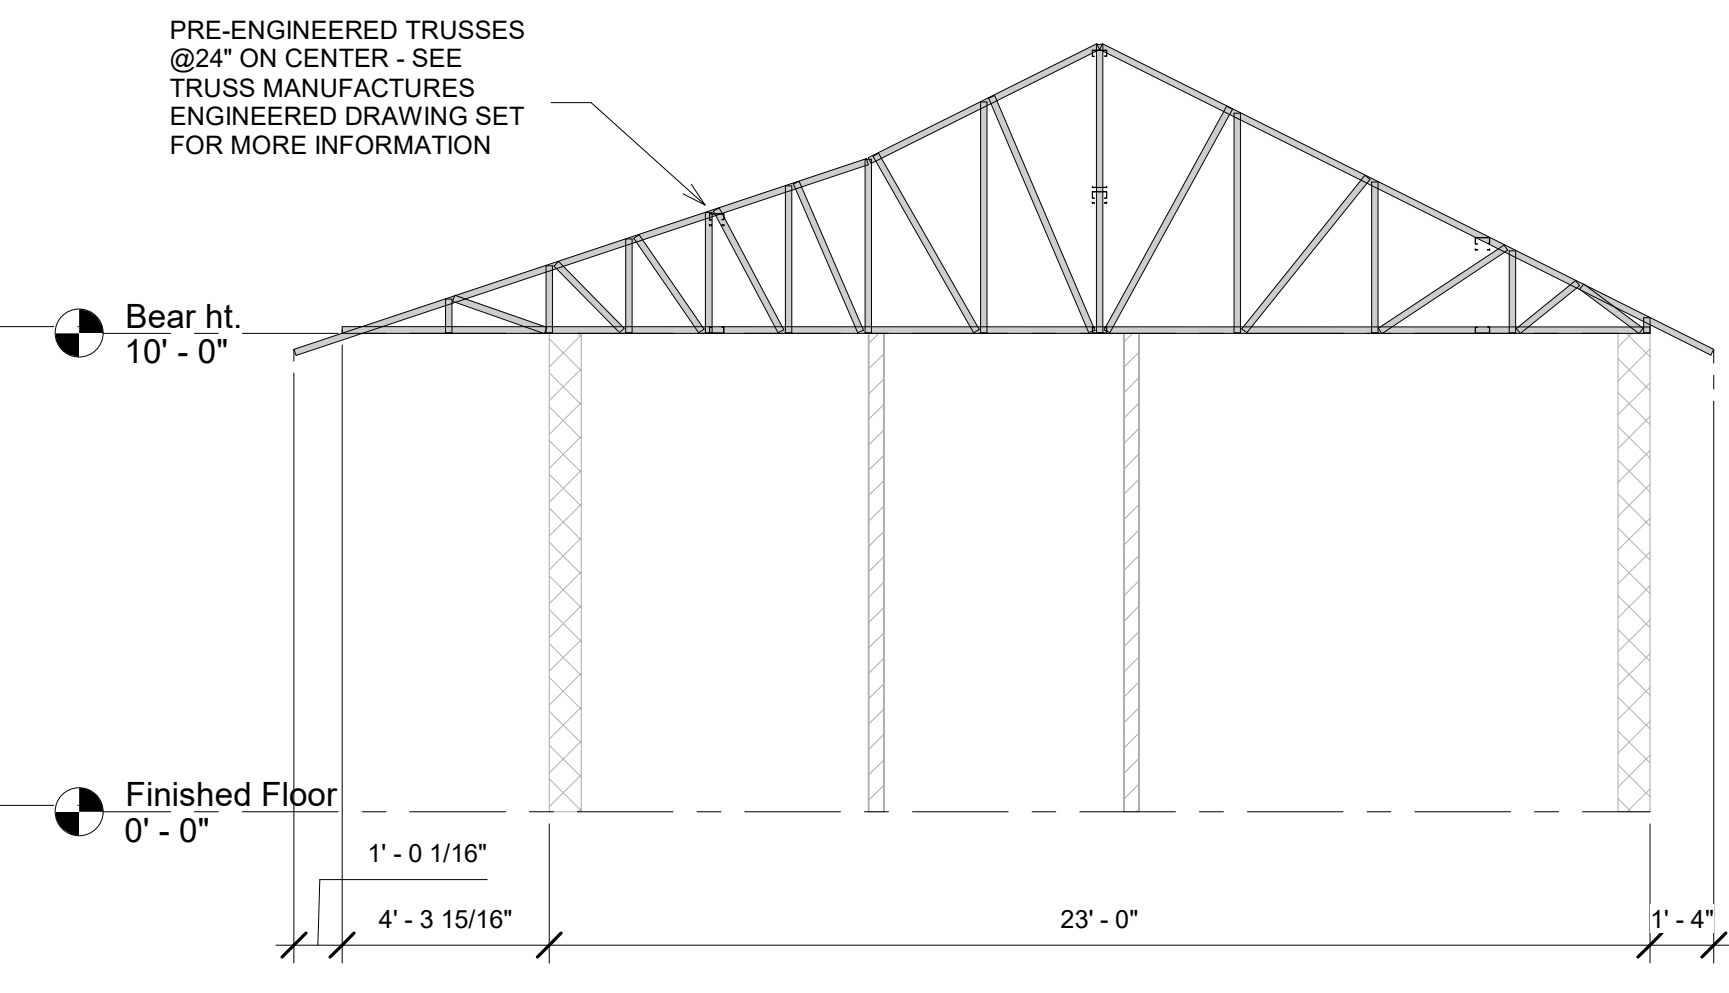 PRE-ENGINEERED TRUSSES
@24" ON CENTER - SEE
TRUSS MANUFACTURES
ENGINEERED DRAWING SET
FOR MORE INFORMATION
Bear ht.
10' - 0"
Finished Floor
0' - 0"
1' - 0 1/16"
4' - 3 15/16"
23' - 0"
1' - 4"